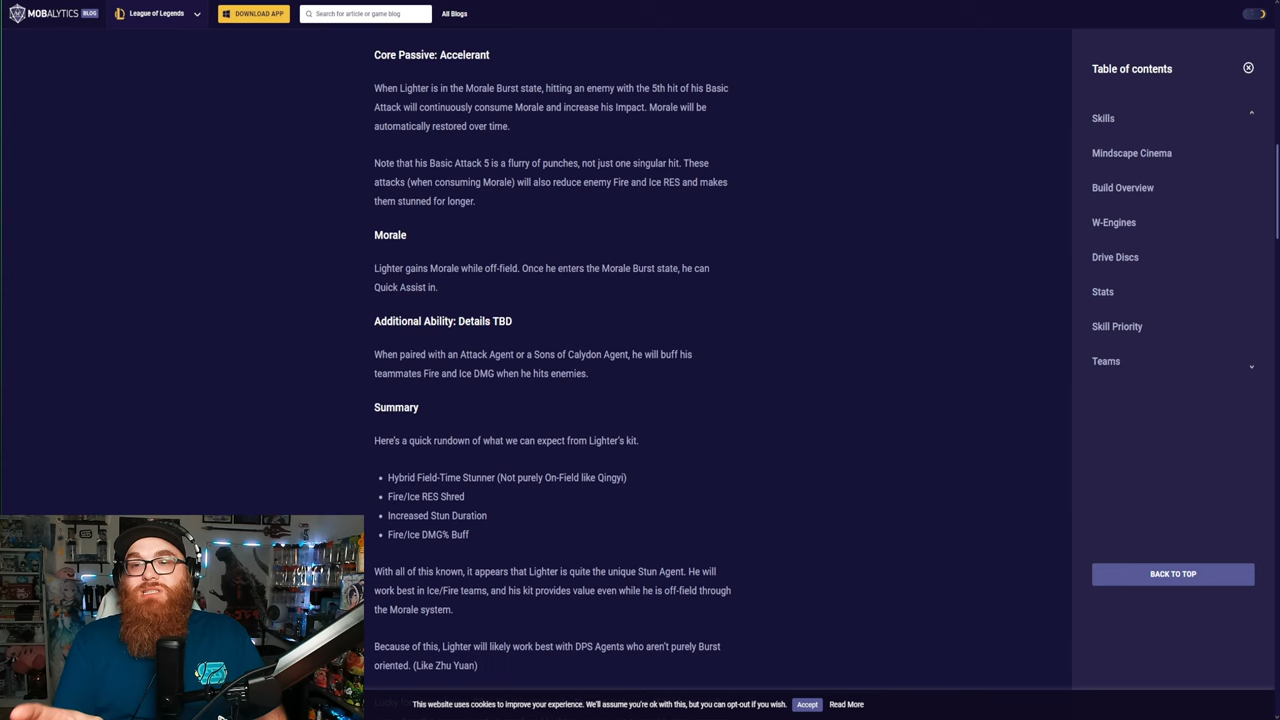 MOBALYTICS BLOG
League of Legends
DOWNLOAD APP
Search for article or game blog
All Blogs
Core Passive: Accelerant
When Lighter is in the Morale Burst state, hitting an enemy with the 5th hit of his Basic
Attack will continuously consume Morale and increase his Impact. Morale will be
automatically restored over time.
Note that his Basic Attack 5 is a flurry of punches, not just one singular hit. These
attacks (when consuming Morale) will also reduce enemy Fire and Ice RES and makes
them stunned for longer.
Morale
Lighter gains Morale while off-field. Once he enters the Morale Burst state, he can
Quick Assist in.
Additional Ability: Details TBD
When paired with an Attack Agent or a Sons of Calydon Agent, he will buff his
teammates Fire and Ice DMG when he hits enemies.
Summary
Here's a quick rundown of what we can expect from Lighter's kit.
• Hybrid Field-Time Stunner (Not purely On-Field like Qingyi)
• Fire/Ice RES Shred
• Increased Stun Duration
• Fire/Ice DMG% Buff
With all of this known, it appears that Lighter is quite the unique Stun Agent. He will
work best in Ice/Fire teams, and his kit provides value even while he is off-field through
the Morale system.
Because of this, Lighter will likely work best with DPS Agents who aren't purely Burst
oriented. (Like Zhu Yuan)
Table of contents
Skills
Mindscape Cinema
Build Overview
W-Engines
Drive Discs
Stats
Skill Priority
Teams
BACK TO TOP
This website uses cookies to improve your experience. We'll assume you're ok with this, but you can opt-out if you wish.
Accept
Read More